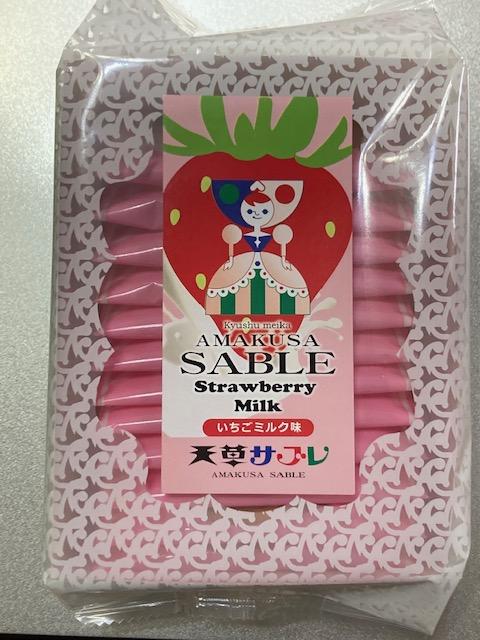 Kyushu meika
AMAKUSA
SABLE
Strawberry
Milk
いちごミルク味
天草サブレ
AMAKUSA SABLE